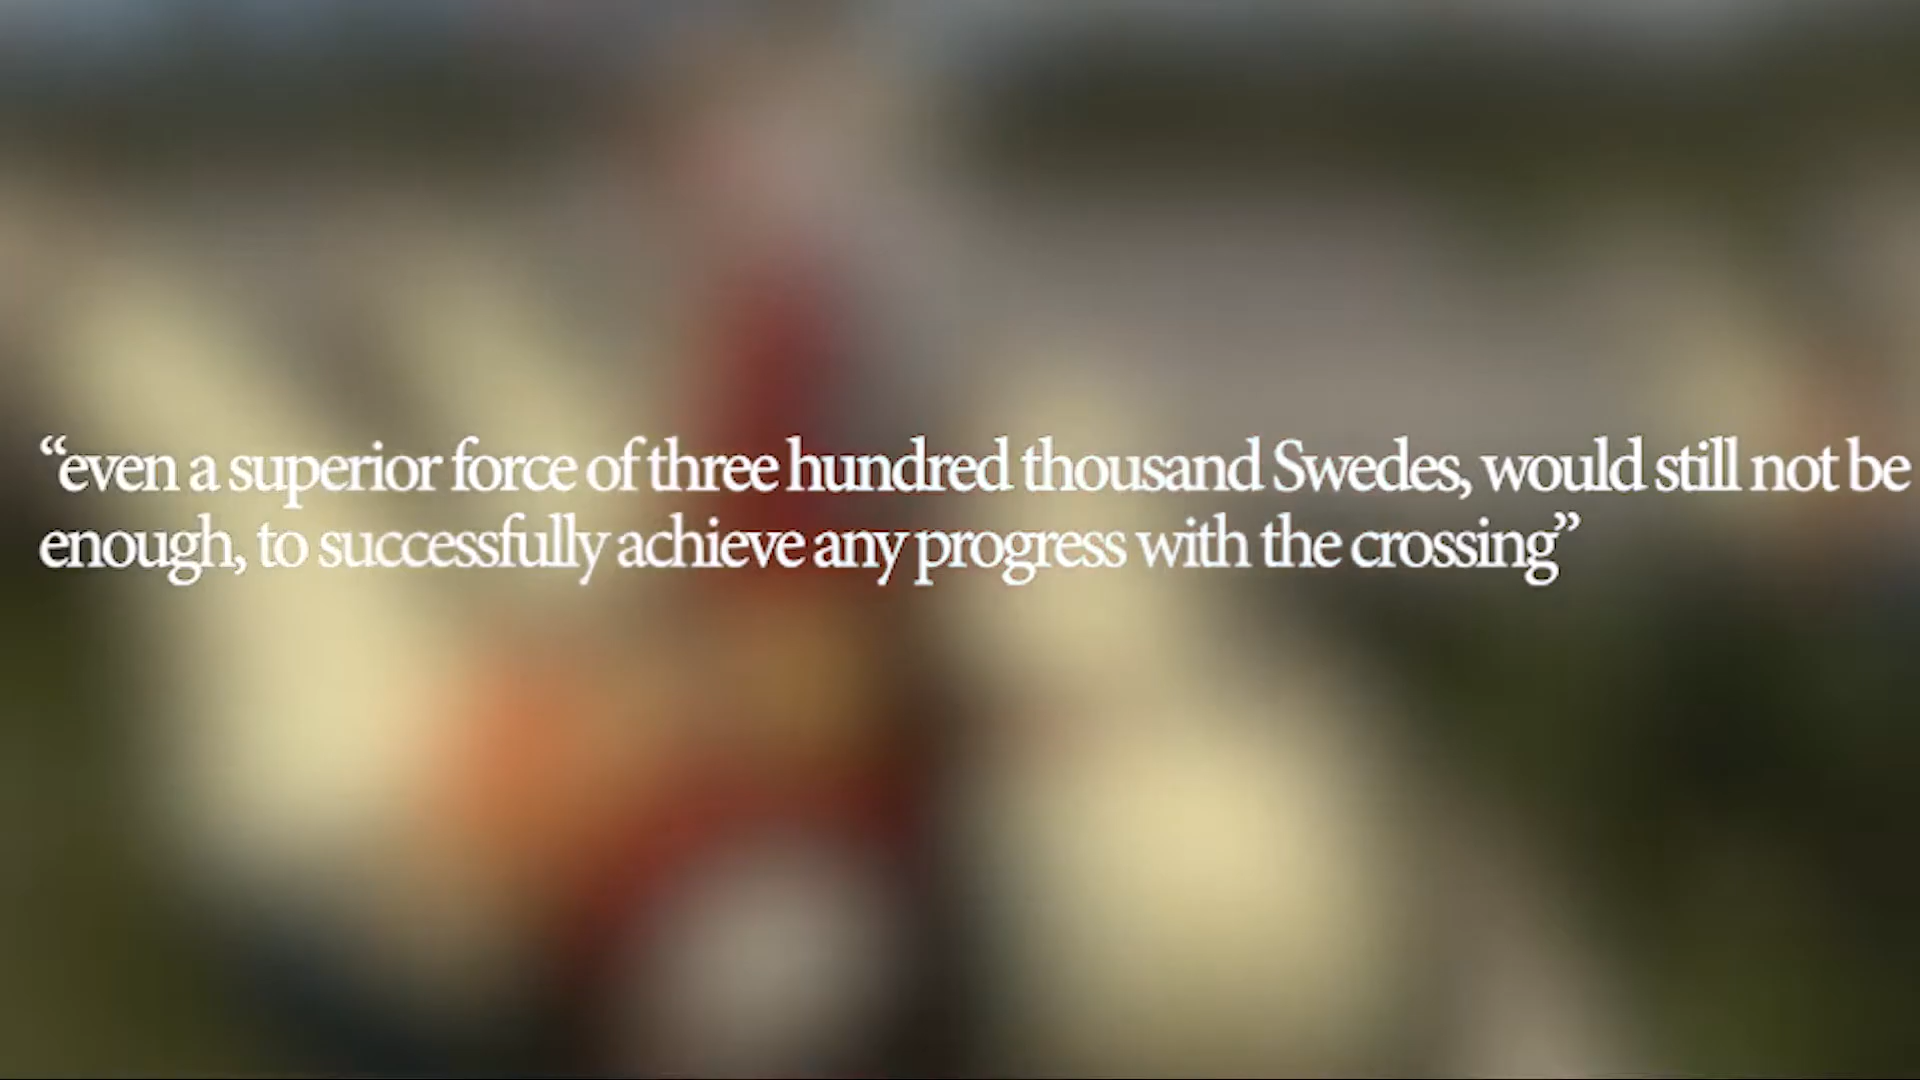 “even a superior force of three hundred thousand Swedes, would still not be
enough, to successfully achieve any progress with the crossing”